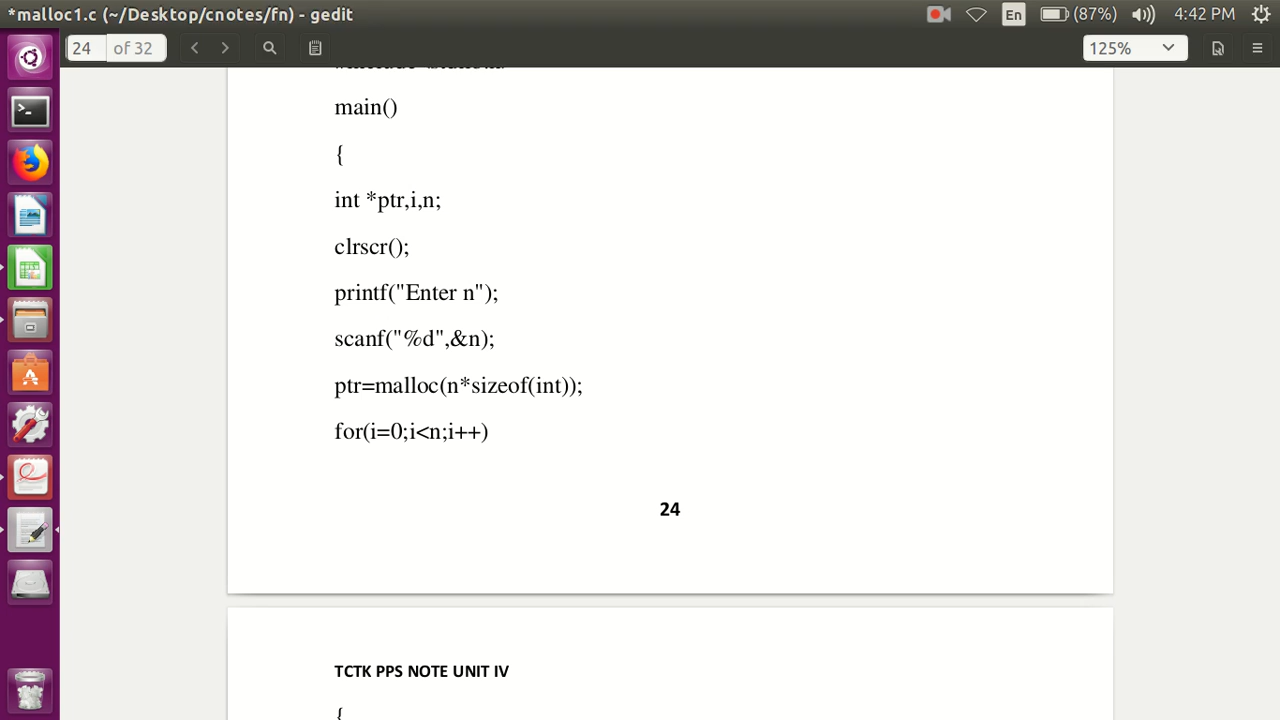 *malloc1.c (~/Desktop/cnotes/fn) - gedit
En
(87%)
4:42 PM
24
of 32
125%
main()
{
int *ptr,i,n;
clrscr();
printf("Enter n");
scanf("%d",&n);
ptr=malloc(n*sizeof(int));
for(i=0;i<n;i++)
24
TCTK PPS NOTE UNIT IV
{